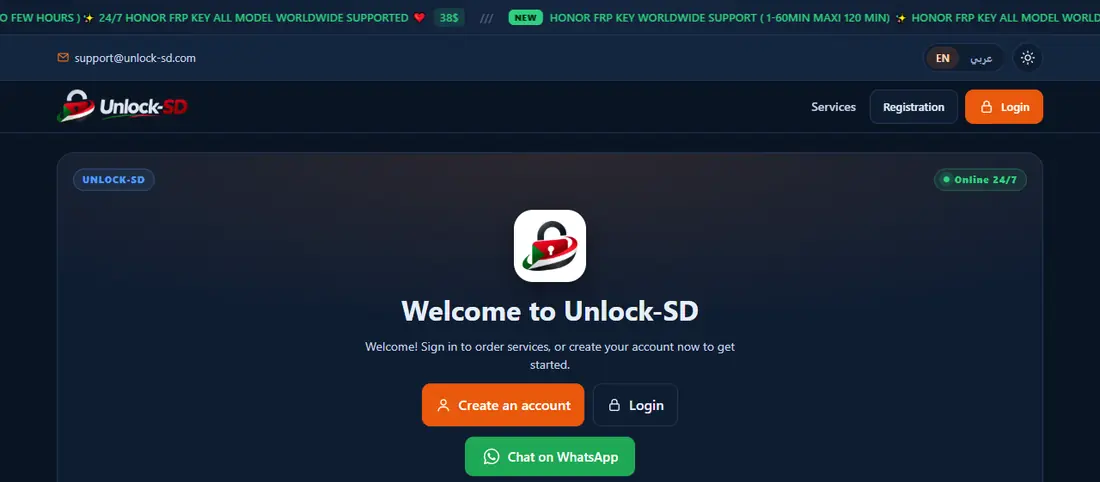 O FEW HOURS ) ✨ 24/7 HONOR FRP KEY ALL MODEL WORLDWIDE SUPPORTED ❤️ 38$ /// NEW HONOR FRP KEY WORLDWIDE SUPPORT ( 1-60MIN MAXI 120 MIN) ✨ HONOR FRP KEY ALL MODEL WORLD
support@unlock-sd.com EN عربي
Unlock-SD Services Registration Login
UNLOCK-SD Online 24/7
Welcome to Unlock-SD
Welcome! Sign in to order services, or create your account now to get
started.
Create an account Login
Chat on WhatsApp